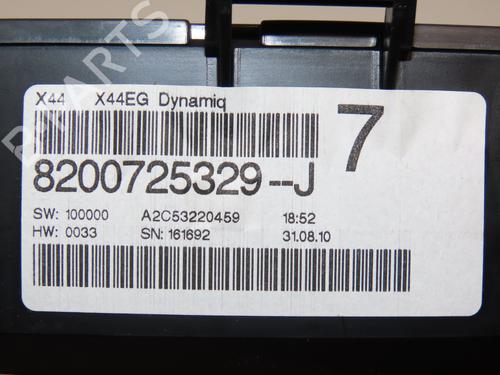 X44 X44EG Dynamiq
7
8200725329--J
SW: 100000 A2C53220459 18:52
HW: 0033 SN: 161692 31.08.10